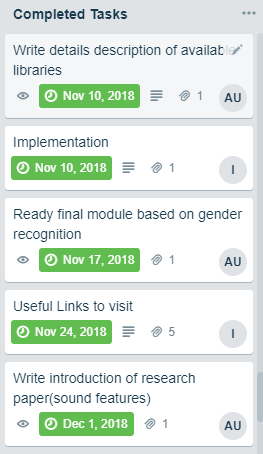 Completed Tasks
Write details description of available
libraries
Nov 10, 2018 1 AU
Implementation
Nov 10, 2018 1 I
Ready final module based on gender
recognition
Nov 17, 2018 1 AU
Useful Links to visit
Nov 24, 2018 5 I
Write introduction of research
paper(sound features)
Dec 1, 2018 1 AU